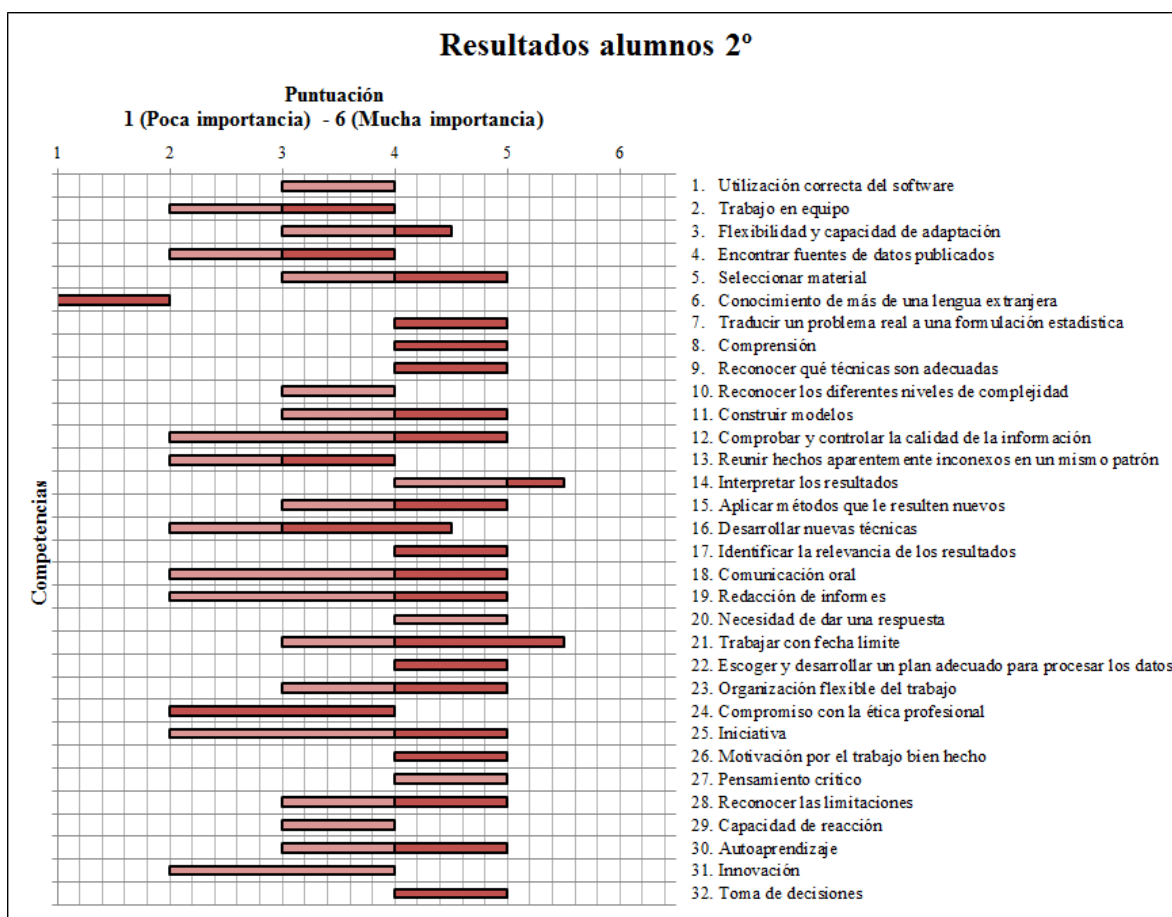 Resultados alumnos 2º
Puntuación
1 (Poca importancia) - 6 (Mucha importancia)
1 2 3 4 5 6
Competencias
1. Utilización correcta del software
2. Trabajo en equipo
3. Flexibilidad y capacidad de adaptación
4. Encontrar fuentes de datos publicados
5. Seleccionar material
6. Conocimiento de más de una lengua extranjera
7. Traducir un problema real a una formulación estadística
8. Comprensión
9. Reconocer qué técnicas son adecuadas
10. Reconocer los diferentes niveles de complejidad
11. Construir modelos
12. Comprobar y controlar la calidad de la información
13. Reunir hechos aparentemente inconexos en un mismo patrón
14. Interpretar los resultados
15. Aplicar métodos que le resulten nuevos
16. Desarrollar nuevas técnicas
17. Identificar la relevancia de los resultados
18. Comunicación oral
19. Redacción de informes
20. Necesidad de dar una respuesta
21. Trabajar con fecha límite
22. Escoger y desarrollar un plan adecuado para procesar los datos
23. Organización flexible del trabajo
24. Compromiso con la ética profesional
25. Iniciativa
26. Motivación por el trabajo bien hecho
27. Pensamiento crítico
28. Reconocer las limitaciones
29. Capacidad de reacción
30. Autoaprendizaje
31. Innovación
32. Toma de decisiones